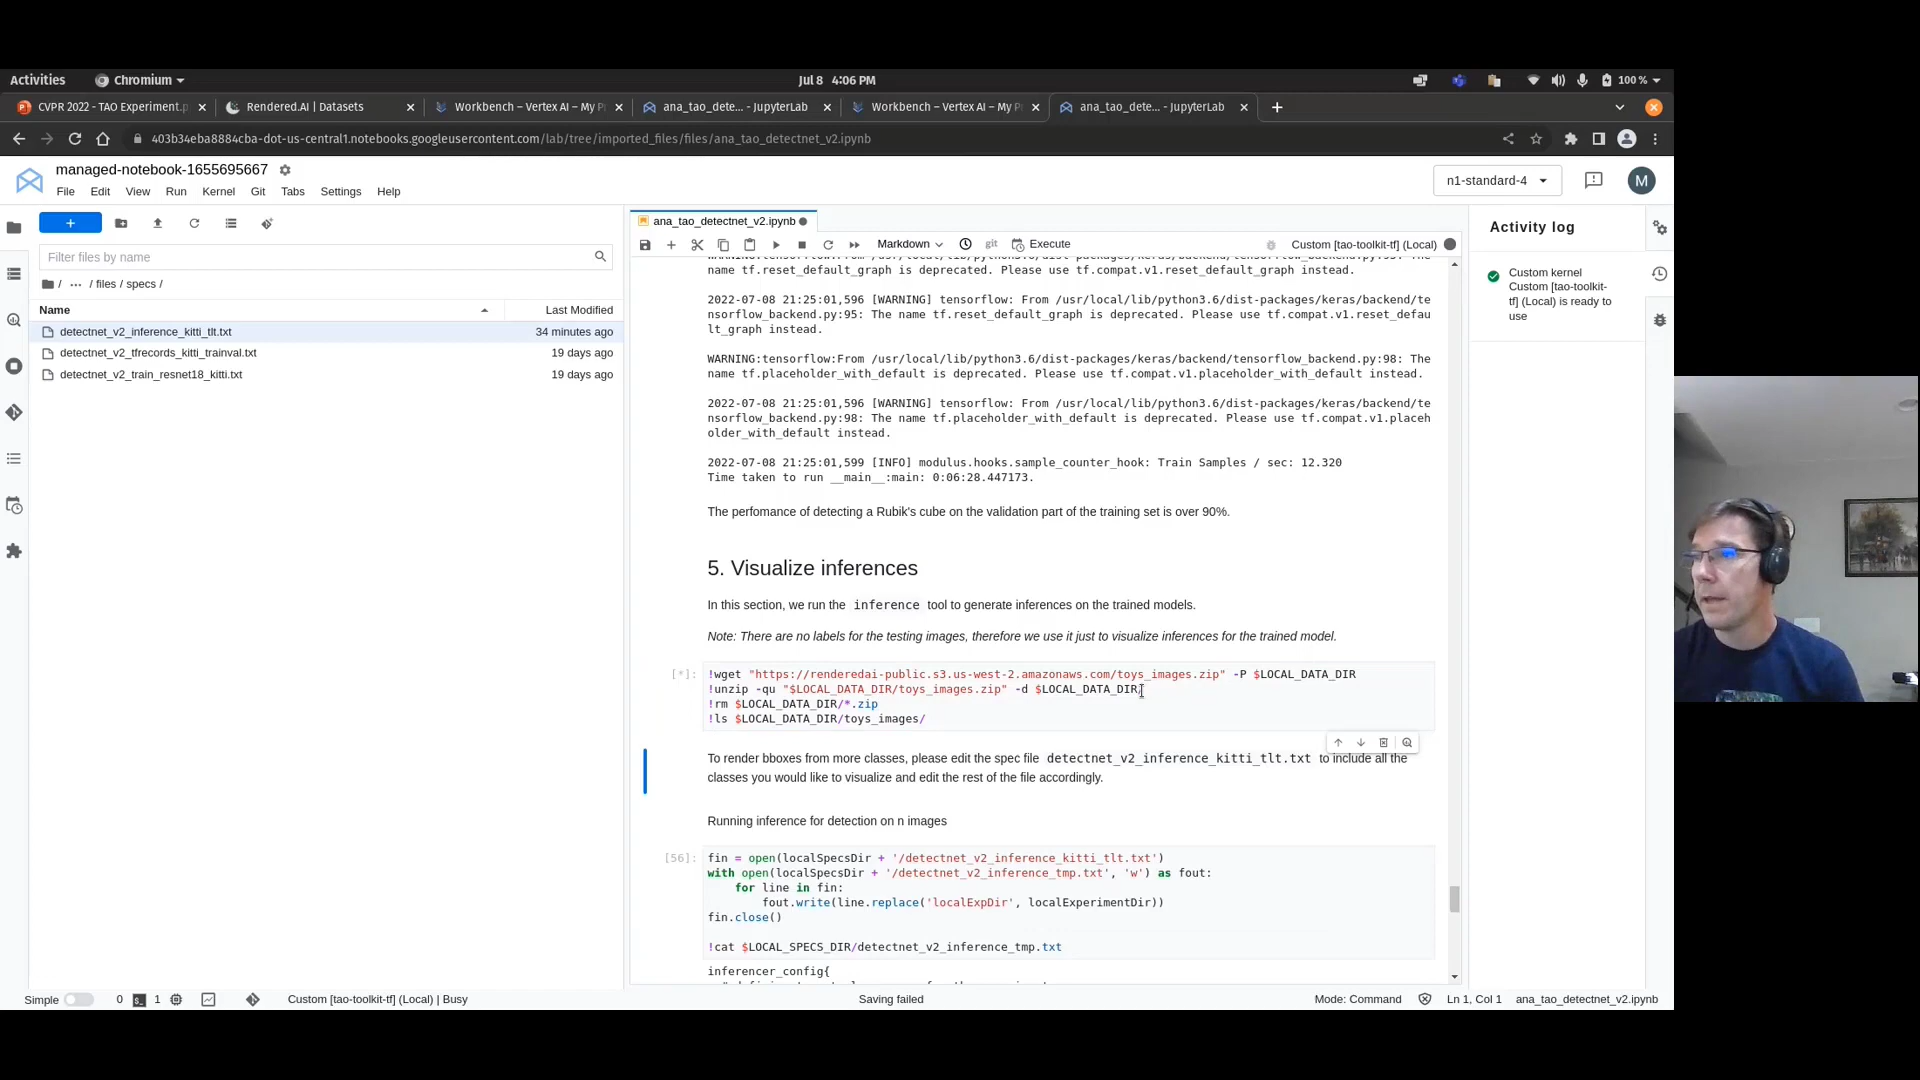 Activities
Chromium
Jul 8 4:06 PM
100 %
CVPR 2022 - TAO Experiment.p
Rendered.AI | Datasets
Workbench – Vertex AI – My P
ana_tao_dete... - JupyterLab
Workbench – Vertex AI – My P
ana_tao_dete... - JupyterLab
403b34eba8884cba-dot-us-central1.notebooks.googleusercontent.com/lab/tree/imported_files/files/ana_tao_detectnet_v2.ipynb
managed-notebook-1655695667
File Edit View Run Kernel Git Tabs Settings Help
n1-standard-4
M
Filter files by name
/ ... / files / specs /
Name Last Modified
detectnet_v2_inference_kitti_tlt.txt 34 minutes ago
detectnet_v2_tfrecords_kitti_trainval.txt 19 days ago
detectnet_v2_train_resnet18_kitti.txt 19 days ago
ana_tao_detectnet_v2.ipynb
Markdown
git
Execute
Custom [tao-toolkit-tf] (Local)
name tf.reset_default_graph is deprecated. Please use tf.compat.v1.reset_default_graph instead.
2022-07-08 21:25:01,596 [WARNING] tensorflow: From /usr/local/lib/python3.6/dist-packages/keras/backend/te
nsorflow_backend.py:95: The name tf.reset_default_graph is deprecated. Please use tf.compat.v1.reset_defau
lt_graph instead.
WARNING:tensorflow:From /usr/local/lib/python3.6/dist-packages/keras/backend/tensorflow_backend.py:98: The
name tf.placeholder_with_default is deprecated. Please use tf.compat.v1.placeholder_with_default instead.
2022-07-08 21:25:01,596 [WARNING] tensorflow: From /usr/local/lib/python3.6/dist-packages/keras/backend/te
nsorflow_backend.py:98: The name tf.placeholder_with_default is deprecated. Please use tf.compat.v1.placeh
older_with_default instead.
2022-07-08 21:25:01,599 [INFO] modulus.hooks.sample_counter_hook: Train Samples / sec: 12.320
Time taken to run __main__:main: 0:06:28.447173.
The perfomance of detecting a Rubik's cube on the validation part of the training set is over 90%.
5. Visualize inferences
In this section, we run the inference tool to generate inferences on the trained models.
Note: There are no labels for the testing images, therefore we use it just to visualize inferences for the trained model.
[*]:
!wget "https://renderedai-public.s3.us-west-2.amazonaws.com/toys_images.zip" -P $LOCAL_DATA_DIR
!unzip -qu "$LOCAL_DATA_DIR/toys_images.zip" -d $LOCAL_DATA_DIR/
!rm $LOCAL_DATA_DIR/*.zip
!ls $LOCAL_DATA_DIR/toys_images/
To render bboxes from more classes, please edit the spec file detectnet_v2_inference_kitti_tlt.txt to include all the
classes you would like to visualize and edit the rest of the file accordingly.
Running inference for detection on n images
[56]:
fin = open(localSpecsDir + '/detectnet_v2_inference_kitti_tlt.txt')
with open(localSpecsDir + '/detectnet_v2_inference_tmp.txt', 'w') as fout:
for line in fin:
fout.write(line.replace('localExpDir', localExperimentDir))
fin.close()
!cat $LOCAL_SPECS_DIR/detectnet_v2_inference_tmp.txt
inferencer_config{
Activity log
Custom kernel
Custom [tao-toolkit-
tf] (Local) is ready to
use
Simple 0 1 Custom [tao-toolkit-tf] (Local) | Busy Saving failed Mode: Command Ln 1, Col 1 ana_tao_detectnet_v2.ipynb